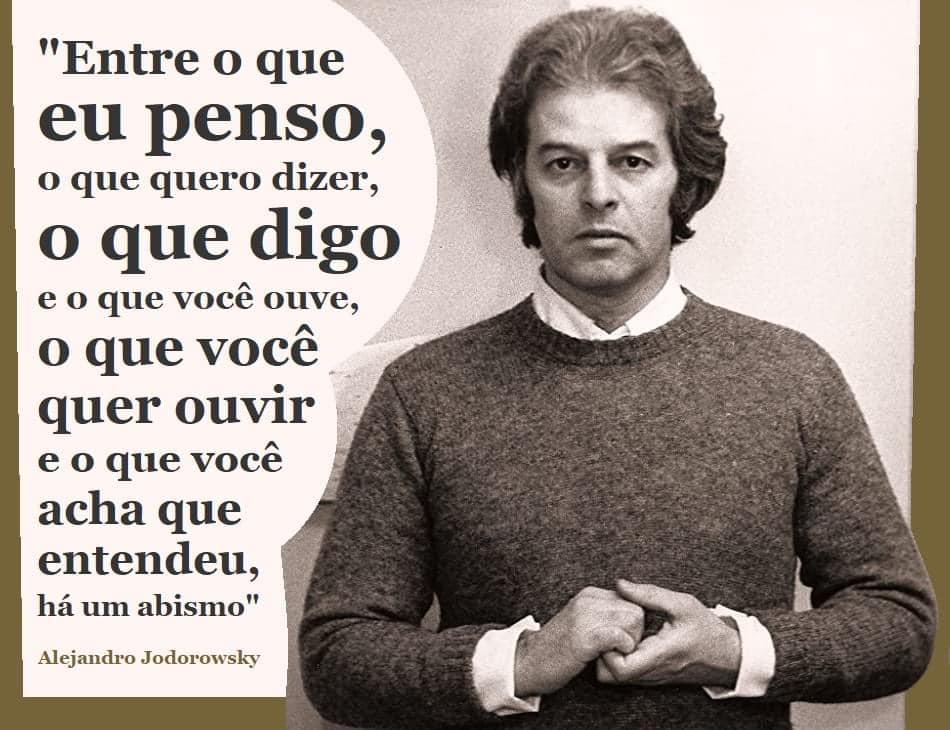 "Entre o que
eu penso,
o que quero dizer,
o que digo
e o que você ouve,
o que você
quer ouvir
e o que você
acha que
entendeu,
há um abismo"
Alejandro Jodorowsky